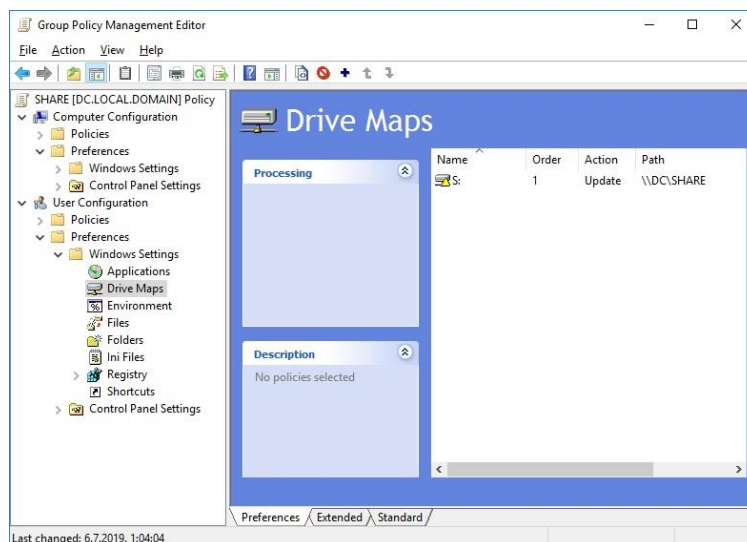 Group Policy Management Editor
File Action View Help
SHARE [DC.LOCAL.DOMAIN] Policy
Computer Configuration
Policies
Preferences
Windows Settings
Control Panel Settings
User Configuration
Policies
Preferences
Windows Settings
Applications
Drive Maps
Environment
Files
Folders
Ini Files
Registry
Shortcuts
Control Panel Settings
Drive Maps
Processing
Description
No policies selected
Name Order Action Path
S: 1 Update \\DC\SHARE
Preferences Extended Standard
Last changed: 6.7.2019. 1:04:04